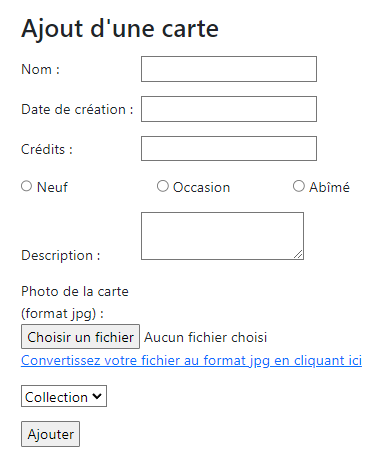 Ajout d'une carte
Nom :
Date de création :
Crédits :
Neuf Occasion Abîmé
Description :
Photo de la carte
(format jpg) :
Choisir un fichier Aucun fichier choisi
Convertissez votre fichier au format jpg en cliquant ici
Collection
Ajouter